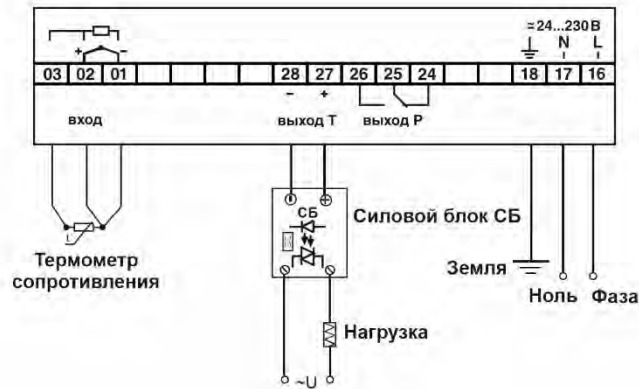 = 24...230 В
+ − N L
03 02 01 28 27 26 25 24 18 17 16
− +
вход выход Т выход Р
СБ
Силовой блок СБ
t
Термометр
сопротивления
Земля
Ноль Фаза
Нагрузка
~U